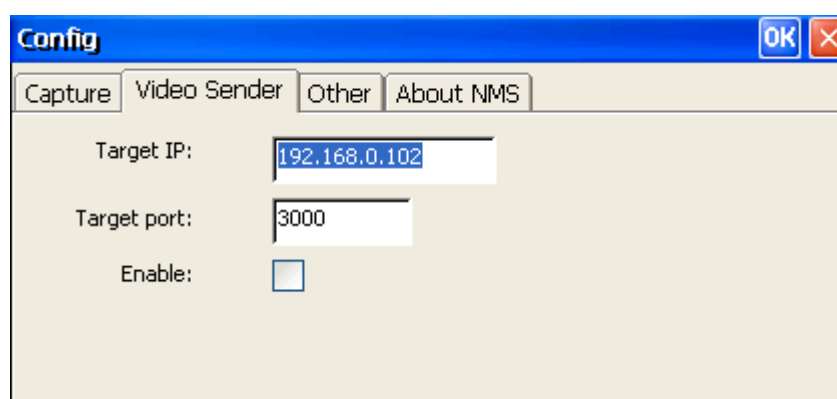 Config OK
Capture Video Sender Other About NMS
Target IP: 192.168.0.102
Target port: 3000
Enable: